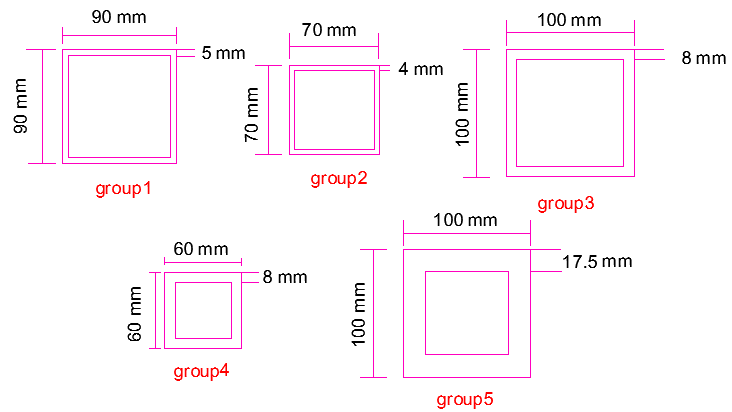 90 mm
5 mm
90 mm
group1
70 mm
4 mm
70 mm
group2
100 mm
8 mm
100 mm
group3
60 mm
8 mm
60 mm
group4
100 mm
17.5 mm
100 mm
group5